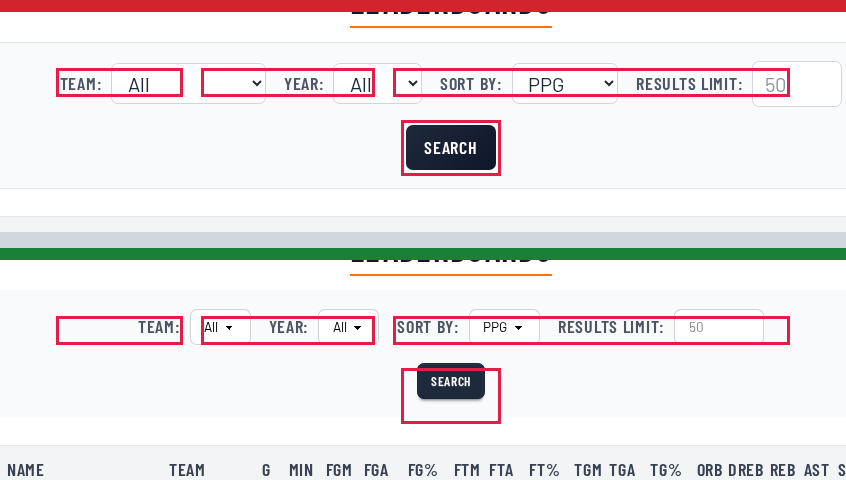 LEADERBOARDS
TEAM: All YEAR: All SORT BY: PPG RESULTS LIMIT: 50
SEARCH
LEADERBOARDS
TEAM: All YEAR: All SORT BY: PPG RESULTS LIMIT: 50
SEARCH
NAME TEAM G MIN FGM FGA FG% FTM FTA FT% TGM TGA TG% ORB DREB REB AST